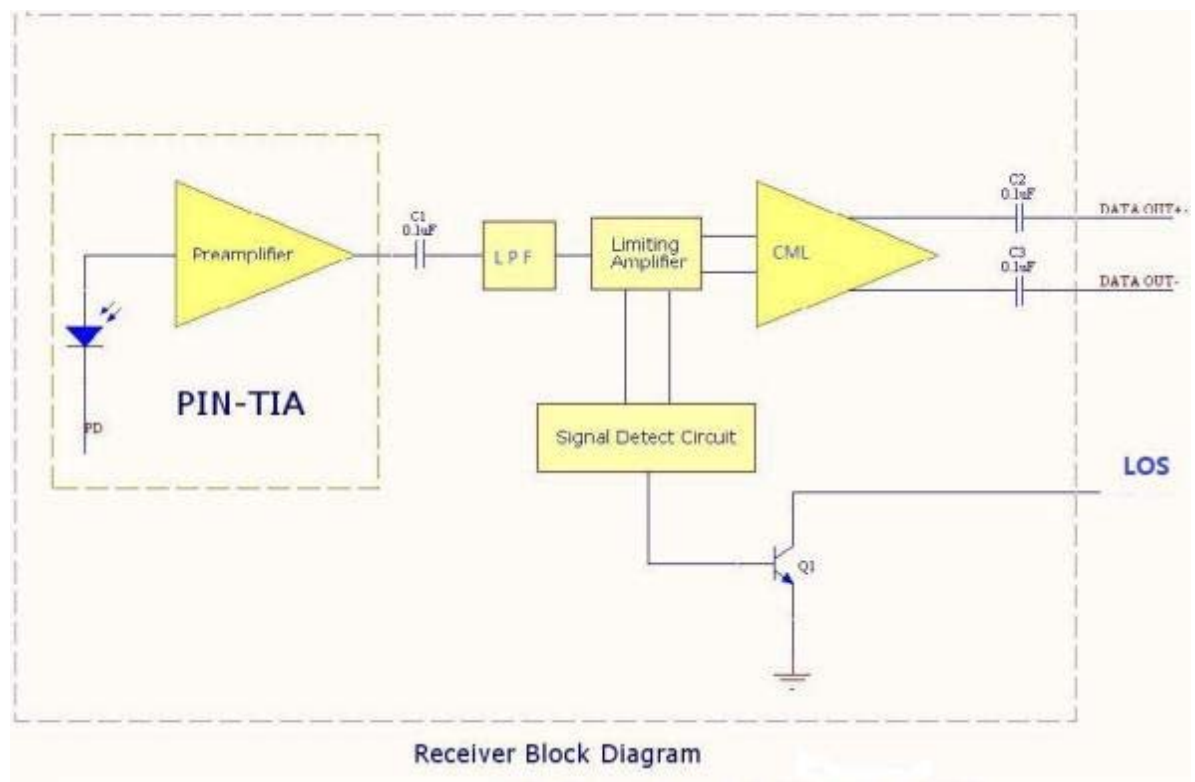 C2
0.1uF
DATA OUT+
C1
0.1uF
Preamplifier
LPF
Limiting
Amplifier
CML
C3
0.1uF
DATA OUT-
PIN-TIA
PD
Signal Detect Circuit
LOS
Q1
Receiver Block Diagram